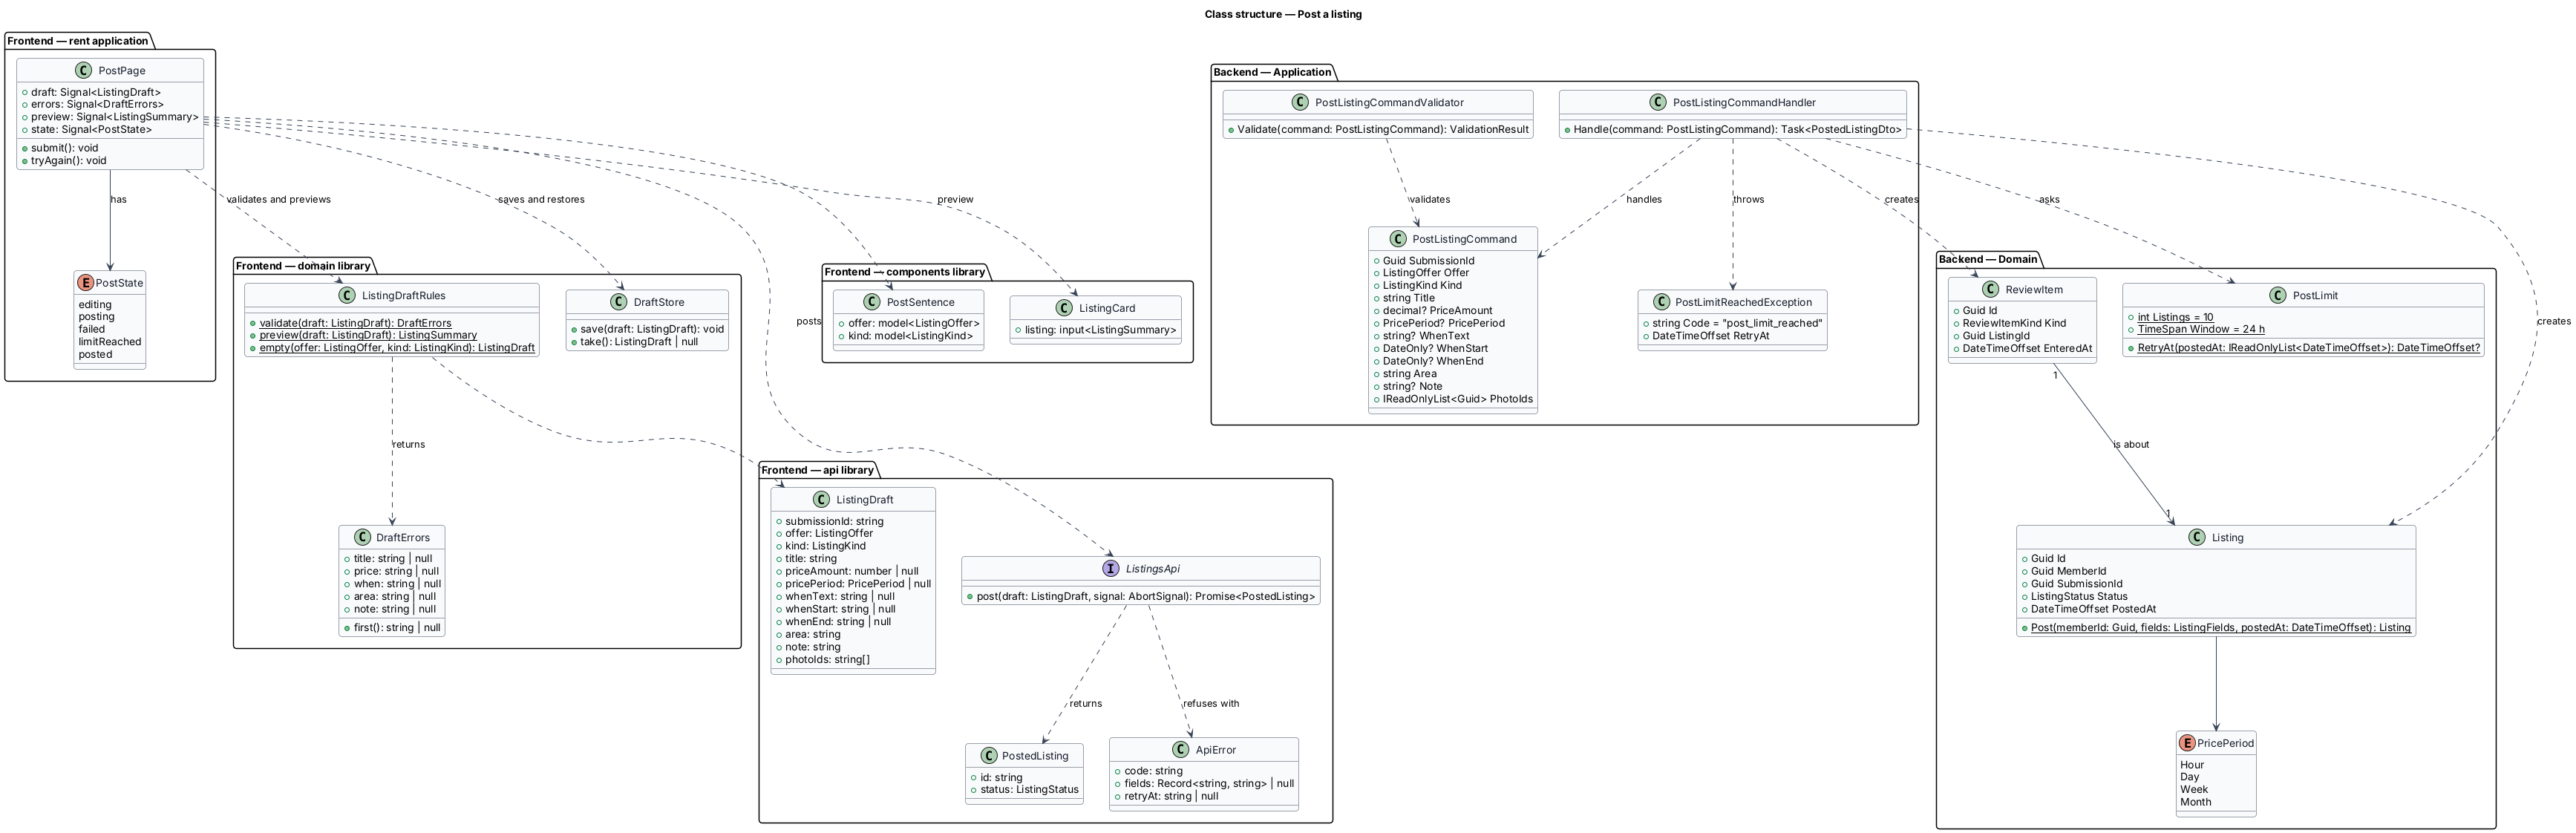 Class structure — Post a listing
Frontend — rent application
PostPage
draft: Signal<ListingDraft>
errors: Signal<DraftErrors>
preview: Signal<ListingSummary>
state: Signal<PostState>
submit(): void
tryAgain(): void
has
PostState
editing
posting
failed
limitReached
posted
validates and previews
saves and restores
posts
preview
Frontend — domain library
ListingDraftRules
validate(draft: ListingDraft): DraftErrors
preview(draft: ListingDraft): ListingSummary
empty(offer: ListingOffer, kind: ListingKind): ListingDraft
DraftStore
save(draft: ListingDraft): void
take(): ListingDraft | null
returns
DraftErrors
title: string | null
price: string | null
when: string | null
area: string | null
note: string | null
first(): string | null
Frontend — components library
PostSentence
offer: model<ListingOffer>
kind: model<ListingKind>
ListingCard
listing: input<ListingSummary>
Frontend — api library
ListingDraft
submissionId: string
offer: ListingOffer
kind: ListingKind
title: string
priceAmount: number | null
pricePeriod: PricePeriod | null
whenText: string | null
whenStart: string | null
whenEnd: string | null
area: string
note: string
photoIds: string[]
ListingsApi
post(draft: ListingDraft, signal: AbortSignal): Promise<PostedListing>
returns
refuses with
PostedListing
id: string
status: ListingStatus
ApiError
code: string
fields: Record<string, string> | null
retryAt: string | null
Backend — Application
PostListingCommandValidator
Validate(command: PostListingCommand): ValidationResult
PostListingCommandHandler
Handle(command: PostListingCommand): Task<PostedListingDto>
validates
handles
throws
creates
asks
creates
PostListingCommand
Guid SubmissionId
ListingOffer Offer
ListingKind Kind
string Title
decimal? PriceAmount
PricePeriod? PricePeriod
string? WhenText
DateOnly? WhenStart
DateOnly? WhenEnd
string Area
string? Note
IReadOnlyList<Guid> PhotoIds
PostLimitReachedException
string Code = "post_limit_reached"
DateTimeOffset RetryAt
Backend — Domain
ReviewItem
Guid Id
ReviewItemKind Kind
Guid ListingId
DateTimeOffset EnteredAt
PostLimit
int Listings = 10
TimeSpan Window = 24 h
RetryAt(postedAt: IReadOnlyList<DateTimeOffset>): DateTimeOffset?
1
is about
1
Listing
Guid Id
Guid MemberId
Guid SubmissionId
ListingStatus Status
DateTimeOffset PostedAt
Post(memberId: Guid, fields: ListingFields, postedAt: DateTimeOffset): Listing
PricePeriod
Hour
Day
Week
Month